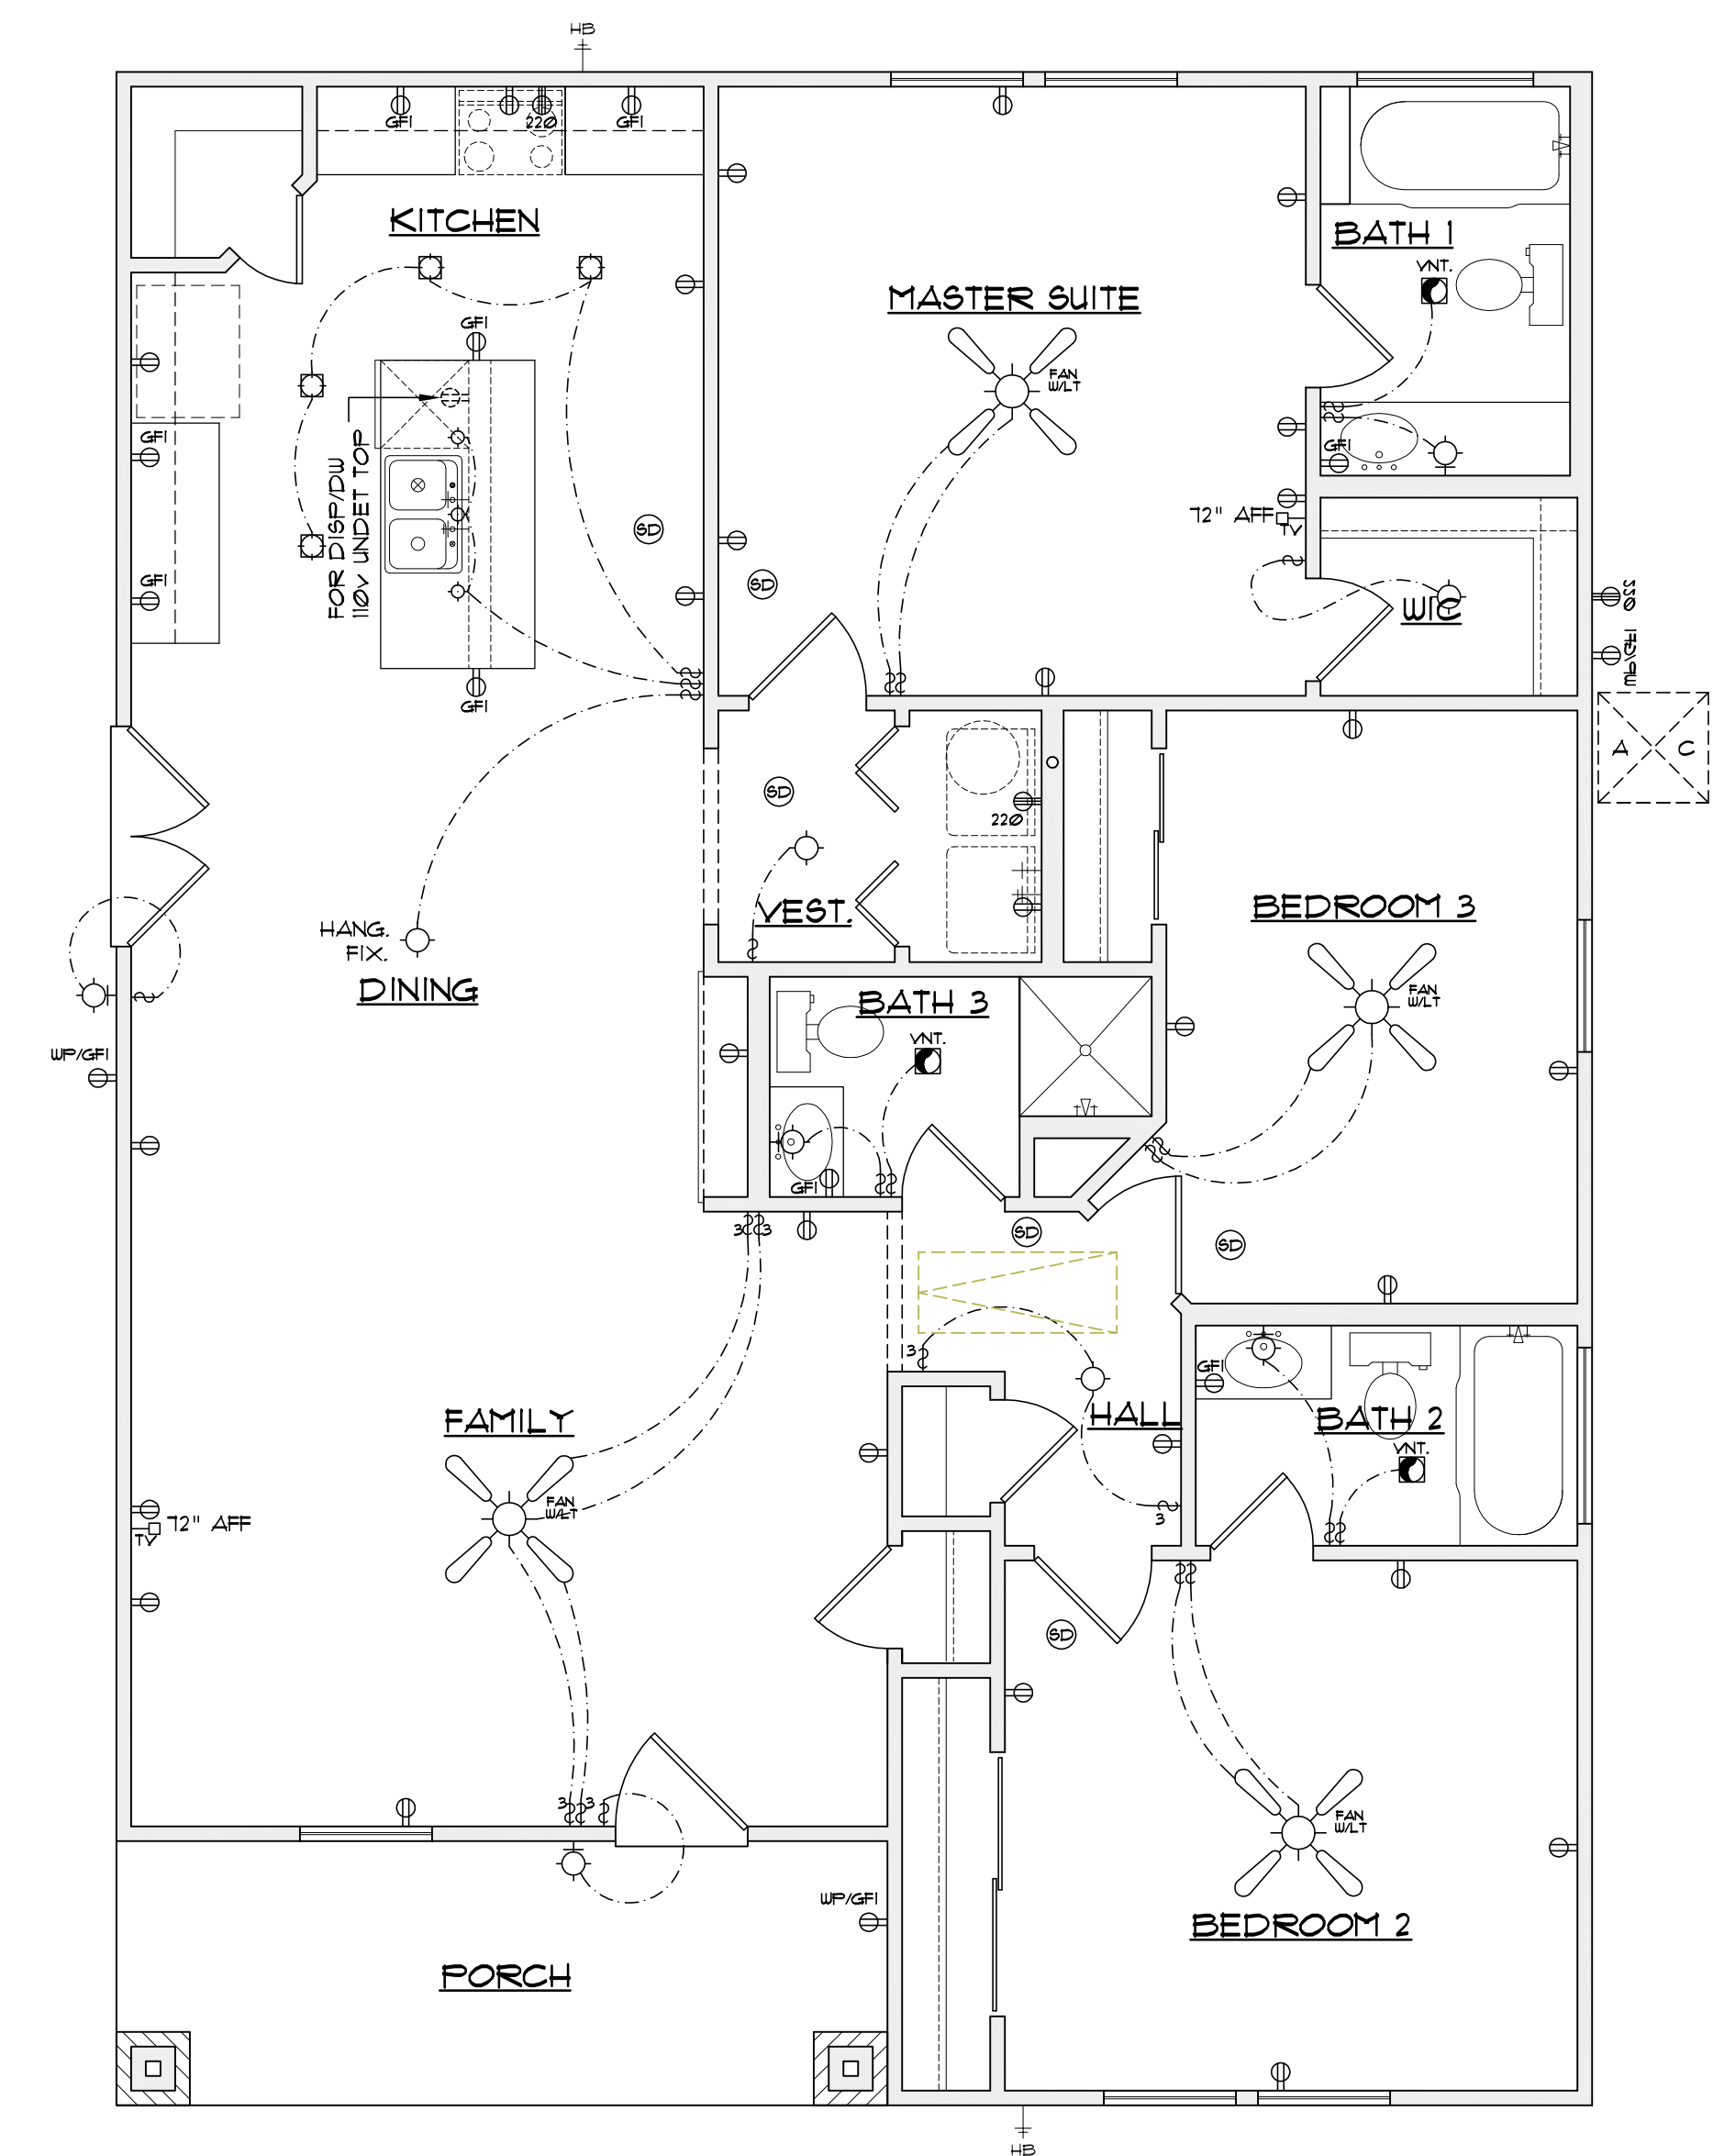 HB
GFI
220
GFI
KITCHEN
BATH 1
VNT.
MASTER SUITE
GFI
FAN
W/LT
GFI
GFI
FOR DISP/DW
110v UNDET TOP
SD
72" AFF
TV
GFI
SD
WIC
220
WP/GFI
GFI
A C
SD
220
VEST.
BEDROOM 3
HANG.
FIX.
DINING
BATH 3
FAN
W/LT
VNT.
WP/GFI
GFI
3 3
SD
SD
3
GFI
FAMILY
HALL
BATH 2
VNT.
FAN
W/LT
72" AFF
TV
3
SD
3 3
FAN
W/LT
WP/GFI
BEDROOM 2
PORCH
HB